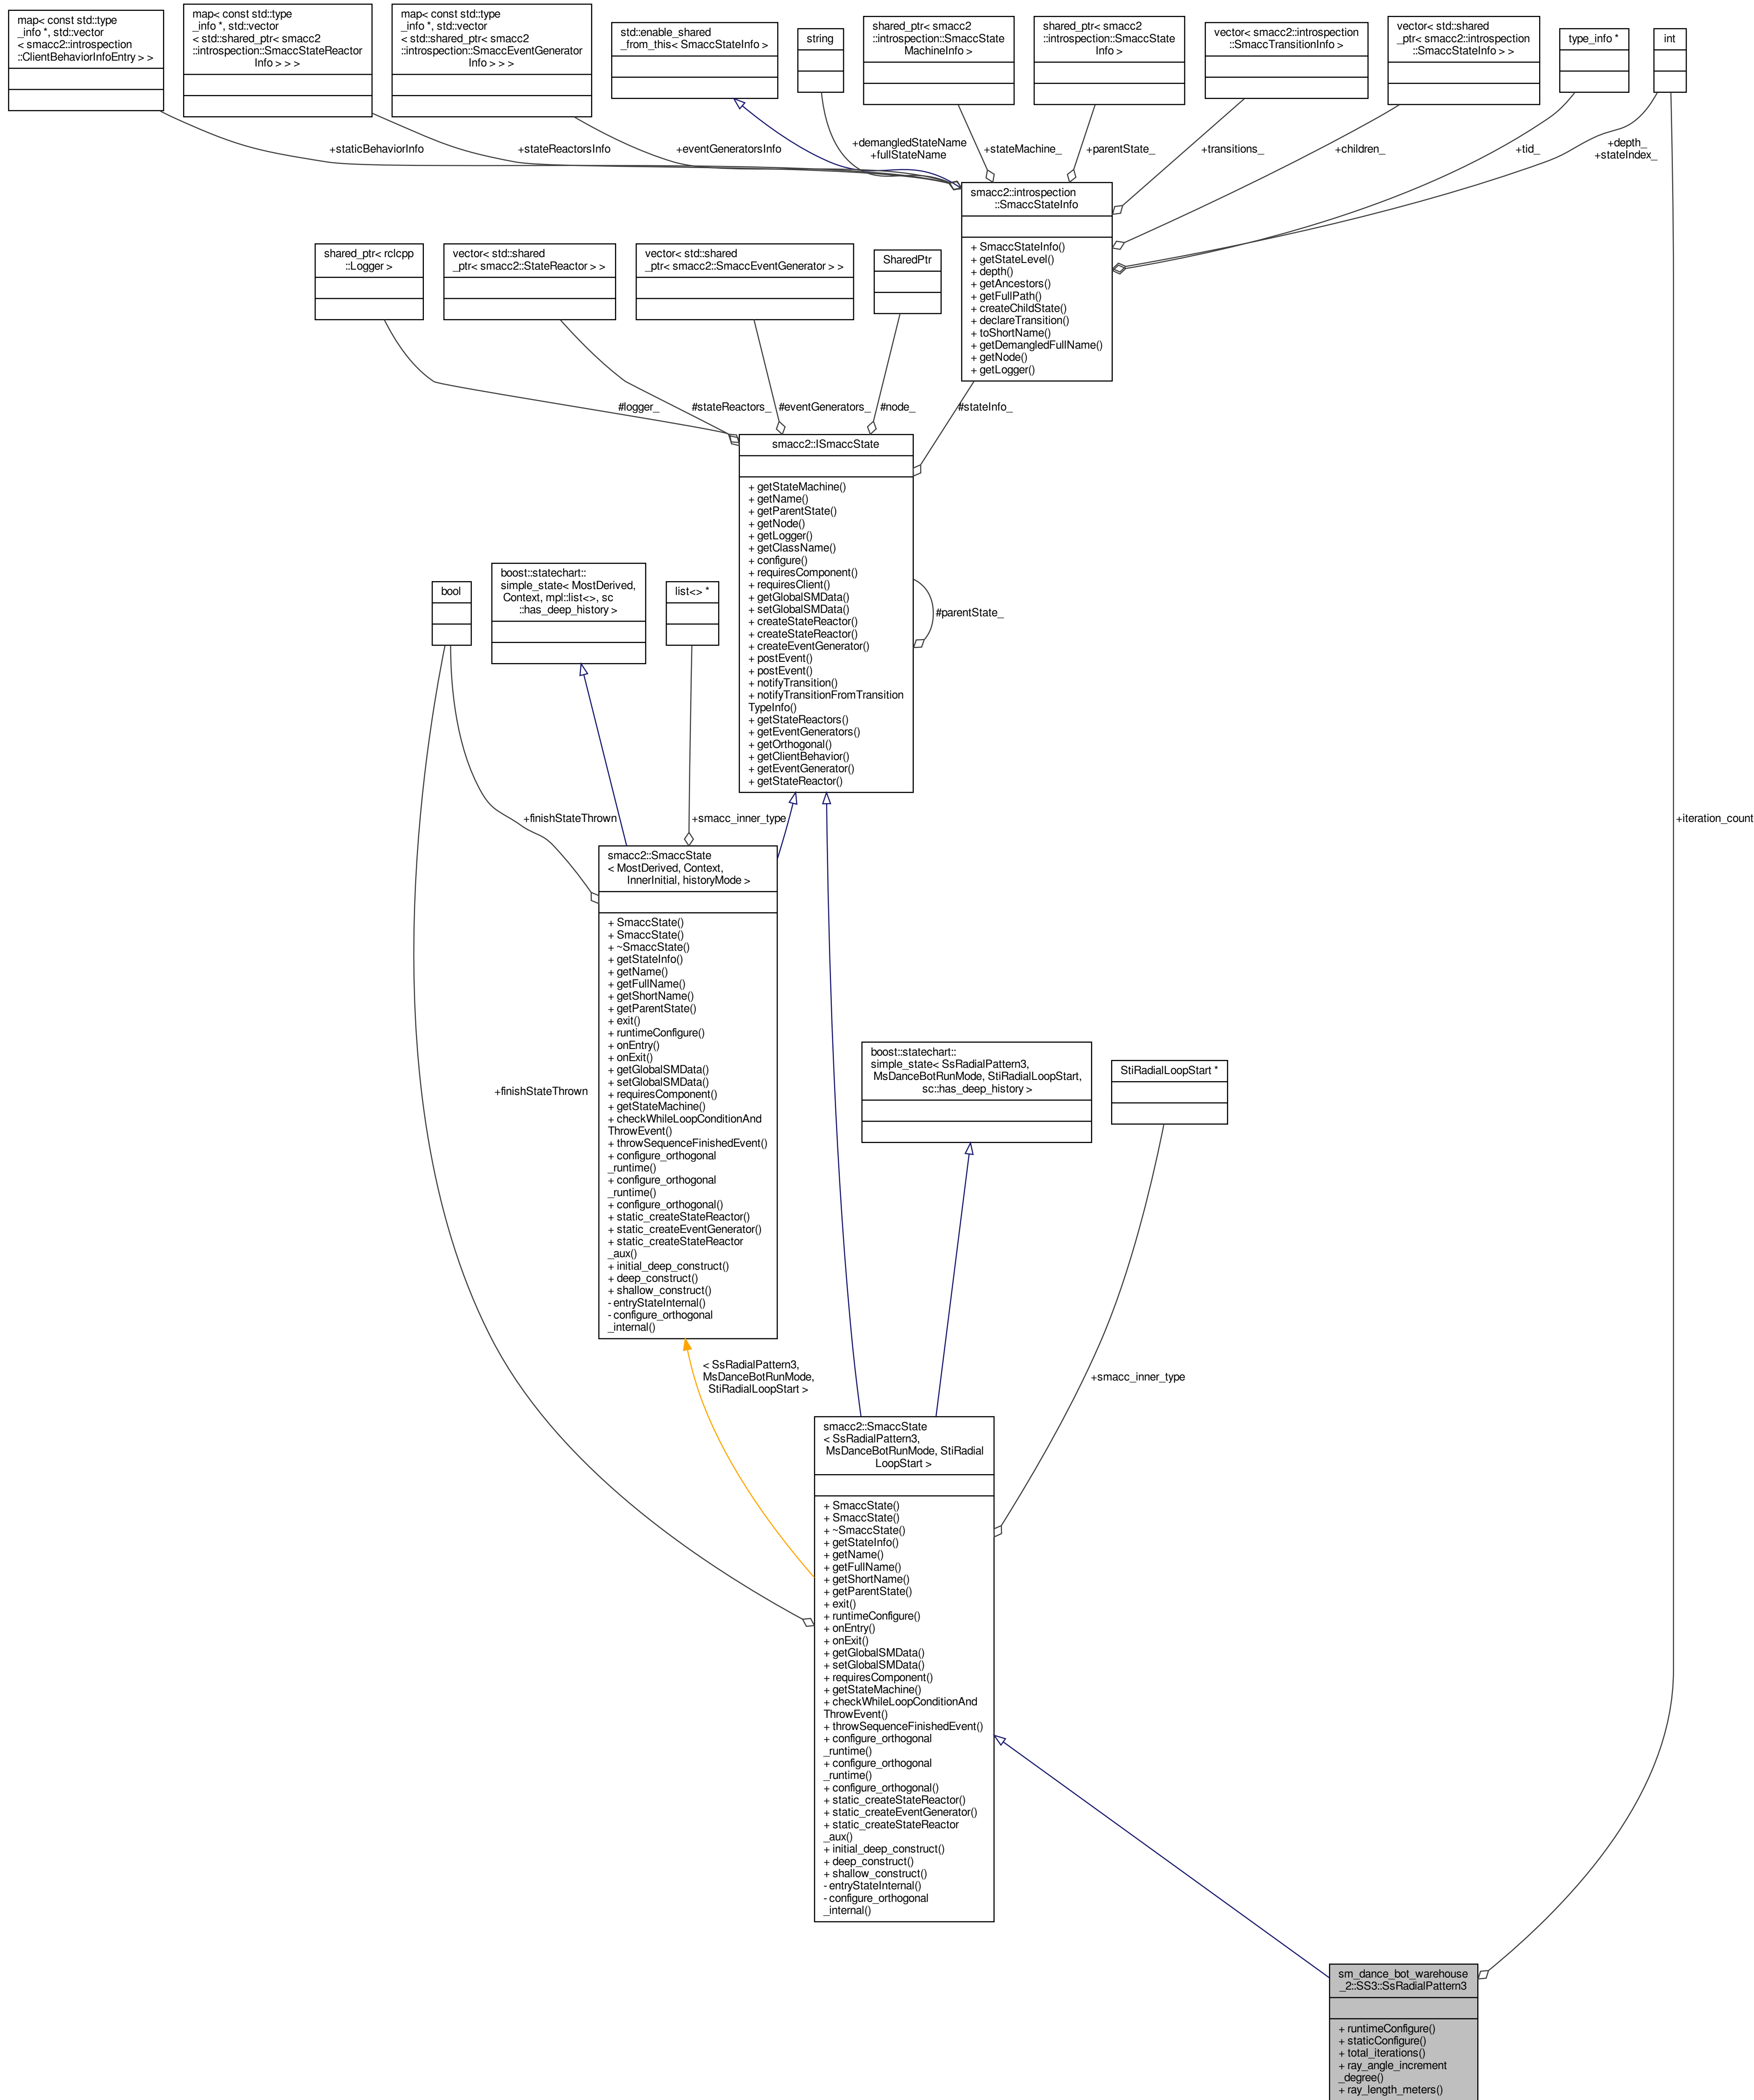 map< const std::type
_info *, std::vector
< smacc2::introspection
::ClientBehaviorInfoEntry > >
map< const std::type
_info *, std::vector
< std::shared_ptr< smacc2
::introspection::SmaccStateReactor
Info > > >
map< const std::type
_info *, std::vector
< std::shared_ptr< smacc2
::introspection::SmaccEventGenerator
Info > > >
std::enable_shared
_from_this< SmaccStateInfo >
string
shared_ptr< smacc2
::introspection::SmaccState
MachineInfo >
shared_ptr< smacc2
::introspection::SmaccState
Info >
vector< smacc2::introspection
::SmaccTransitionInfo >
vector< std::shared
_ptr< smacc2::introspection
::SmaccStateInfo > >
type_info *
int
+staticBehaviorInfo
+stateReactorsInfo
+eventGeneratorsInfo
+demangledStateName
+fullStateName
+stateMachine_
+parentState_
+transitions_
+children_
+tid_
+depth_
+stateIndex_
smacc2::introspection
::SmaccStateInfo
+ SmaccStateInfo()
+ getStateLevel()
+ depth()
+ getAncestors()
+ getFullPath()
+ createChildState()
+ declareTransition()
+ toShortName()
+ getDemangledFullName()
+ getNode()
+ getLogger()
shared_ptr< rclcpp
::Logger >
vector< std::shared
_ptr< smacc2::StateReactor > >
vector< std::shared
_ptr< smacc2::SmaccEventGenerator > >
SharedPtr
#logger_
#stateReactors_
#eventGenerators_
#node_
#stateInfo_
smacc2::ISmaccState
+ getStateMachine()
+ getName()
+ getParentState()
+ getNode()
+ getLogger()
+ getClassName()
+ configure()
+ requiresComponent()
+ requiresClient()
+ getGlobalSMData()
+ setGlobalSMData()
+ createStateReactor()
+ createStateReactor()
+ createEventGenerator()
+ postEvent()
+ postEvent()
+ notifyTransition()
+ notifyTransitionFromTransition
TypeInfo()
+ getStateReactors()
+ getEventGenerators()
+ getOrthogonal()
+ getClientBehavior()
+ getEventGenerator()
+ getStateReactor()
#parentState_
bool
boost::statechart::
simple_state< MostDerived,
Context, mpl::list<>, sc
::has_deep_history >
list<> *
+finishStateThrown
+smacc_inner_type
+iteration_count
smacc2::SmaccState
< MostDerived, Context,
InnerInitial, historyMode >
+ SmaccState()
+ SmaccState()
+ ~SmaccState()
+ getStateInfo()
+ getName()
+ getFullName()
+ getShortName()
+ getParentState()
+ exit()
+ runtimeConfigure()
+ onEntry()
+ onExit()
+ getGlobalSMData()
+ setGlobalSMData()
+ requiresComponent()
+ getStateMachine()
+ checkWhileLoopConditionAnd
ThrowEvent()
+ throwSequenceFinishedEvent()
+ configure_orthogonal
_runtime()
+ configure_orthogonal
_runtime()
+ configure_orthogonal()
+ static_createStateReactor()
+ static_createEventGenerator()
+ static_createStateReactor
_aux()
+ initial_deep_construct()
+ deep_construct()
+ shallow_construct()
- entryStateInternal()
- configure_orthogonal
_internal()
+finishStateThrown
boost::statechart::
simple_state< SsRadialPattern3,
MsDanceBotRunMode, StiRadialLoopStart,
sc::has_deep_history >
StiRadialLoopStart *
< SsRadialPattern3,
MsDanceBotRunMode,
StiRadialLoopStart >
+smacc_inner_type
smacc2::SmaccState
< SsRadialPattern3,
MsDanceBotRunMode, StiRadial
LoopStart >
+ SmaccState()
+ SmaccState()
+ ~SmaccState()
+ getStateInfo()
+ getName()
+ getFullName()
+ getShortName()
+ getParentState()
+ exit()
+ runtimeConfigure()
+ onEntry()
+ onExit()
+ getGlobalSMData()
+ setGlobalSMData()
+ requiresComponent()
+ getStateMachine()
+ checkWhileLoopConditionAnd
ThrowEvent()
+ throwSequenceFinishedEvent()
+ configure_orthogonal
_runtime()
+ configure_orthogonal
_runtime()
+ configure_orthogonal()
+ static_createStateReactor()
+ static_createEventGenerator()
+ static_createStateReactor
_aux()
+ initial_deep_construct()
+ deep_construct()
+ shallow_construct()
- entryStateInternal()
- configure_orthogonal
_internal()
sm_dance_bot_warehouse
_2::SS3::SsRadialPattern3
+ runtimeConfigure()
+ staticConfigure()
+ total_iterations()
+ ray_angle_increment
_degree()
+ ray_length_meters()